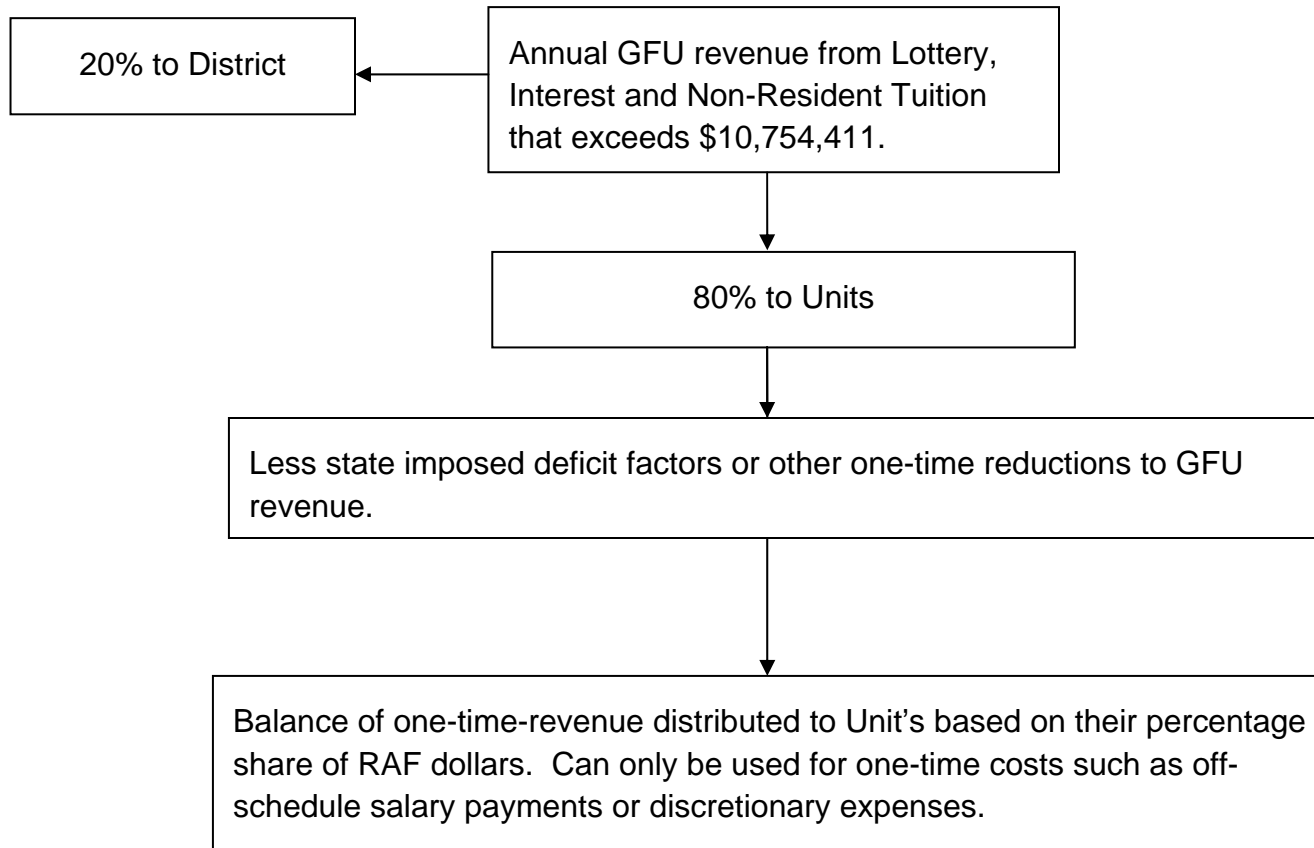 20% to District
Annual GFU revenue from Lottery,
Interest and Non-Resident Tuition
that exceeds $10,754,411.
80% to Units
Less state imposed deficit factors or other one-time reductions to GFU
revenue.
Balance of one-time-revenue distributed to Unit’s based on their percentage
share of RAF dollars.  Can only be used for one-time costs such as off-
schedule salary payments or discretionary expenses.